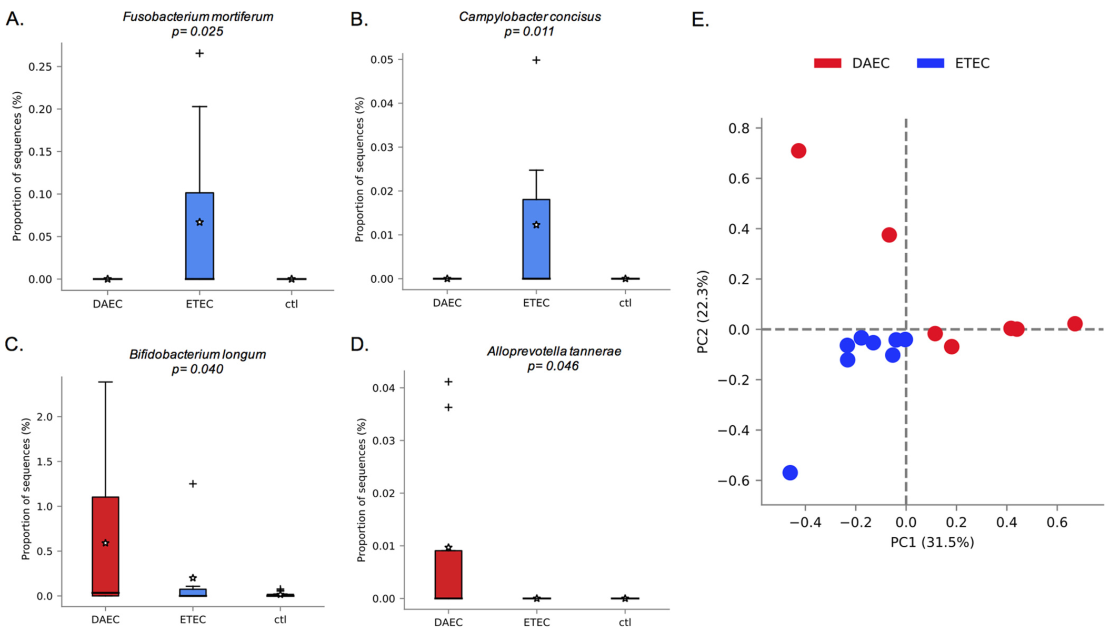 A.
Fusobacterium mortiferum
p= 0.025
Proportion of sequences (%)
0.25
0.20
0.15
0.10
0.05
0.00
DAEC ETEC ctl
B.
Campylobacter concisus
p= 0.011
Proportion of sequences (%)
0.05
0.04
0.03
0.02
0.01
0.00
DAEC ETEC ctl
C.
Bifidobacterium longum
p= 0.040
Proportion of sequences (%)
2.0
1.5
1.0
0.5
0.0
DAEC ETEC ctl
D.
Alloprevotella tannerae
p= 0.046
Proportion of sequences (%)
0.04
0.03
0.02
0.01
0.00
DAEC ETEC ctl
E.
DAEC ETEC
PC2 (22.3%)
0.8
0.6
0.4
0.2
0.0
−0.2
−0.4
−0.6
−0.4 −0.2 0.0 0.2 0.4 0.6
PC1 (31.5%)